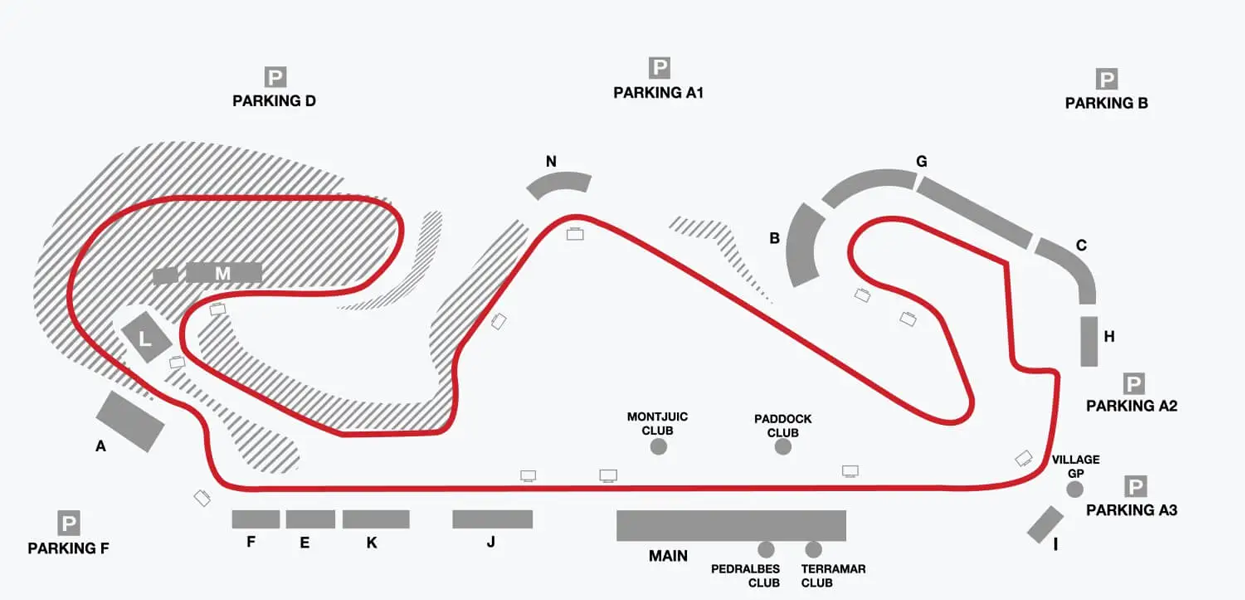 P
PARKING D
P
PARKING A1
P
PARKING B
N
G
B
C
M
L
H
P
PARKING A2
A
MONTJUIC
CLUB
PADDOCK
CLUB
VILLAGE
GP
P
PARKING A3
P
PARKING F
F
E
K
J
MAIN
I
PEDRALBES
CLUB
TERRAMAR
CLUB